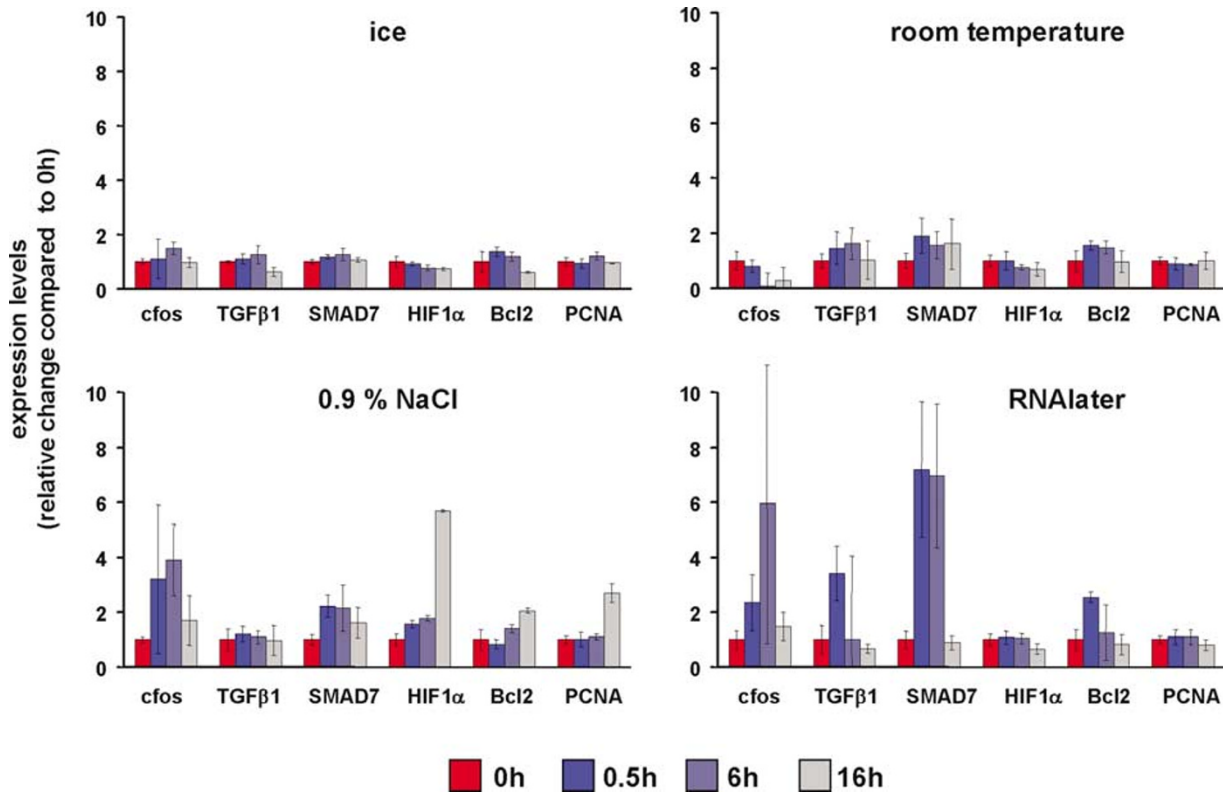 expression levels
(relative change compared to 0h)
ice
10
8
6
4
2
0
cfos TGFβ1 SMAD7 HIF1α Bcl2 PCNA
room temperature
10
8
6
4
2
0
cfos TGFβ1 SMAD7 HIF1α Bcl2 PCNA
0.9 % NaCl
10
8
6
4
2
0
cfos TGFβ1 SMAD7 HIF1α Bcl2 PCNA
RNAlater
10
8
6
4
2
0
cfos TGFβ1 SMAD7 HIF1α Bcl2 PCNA
0h 0.5h 6h 16h